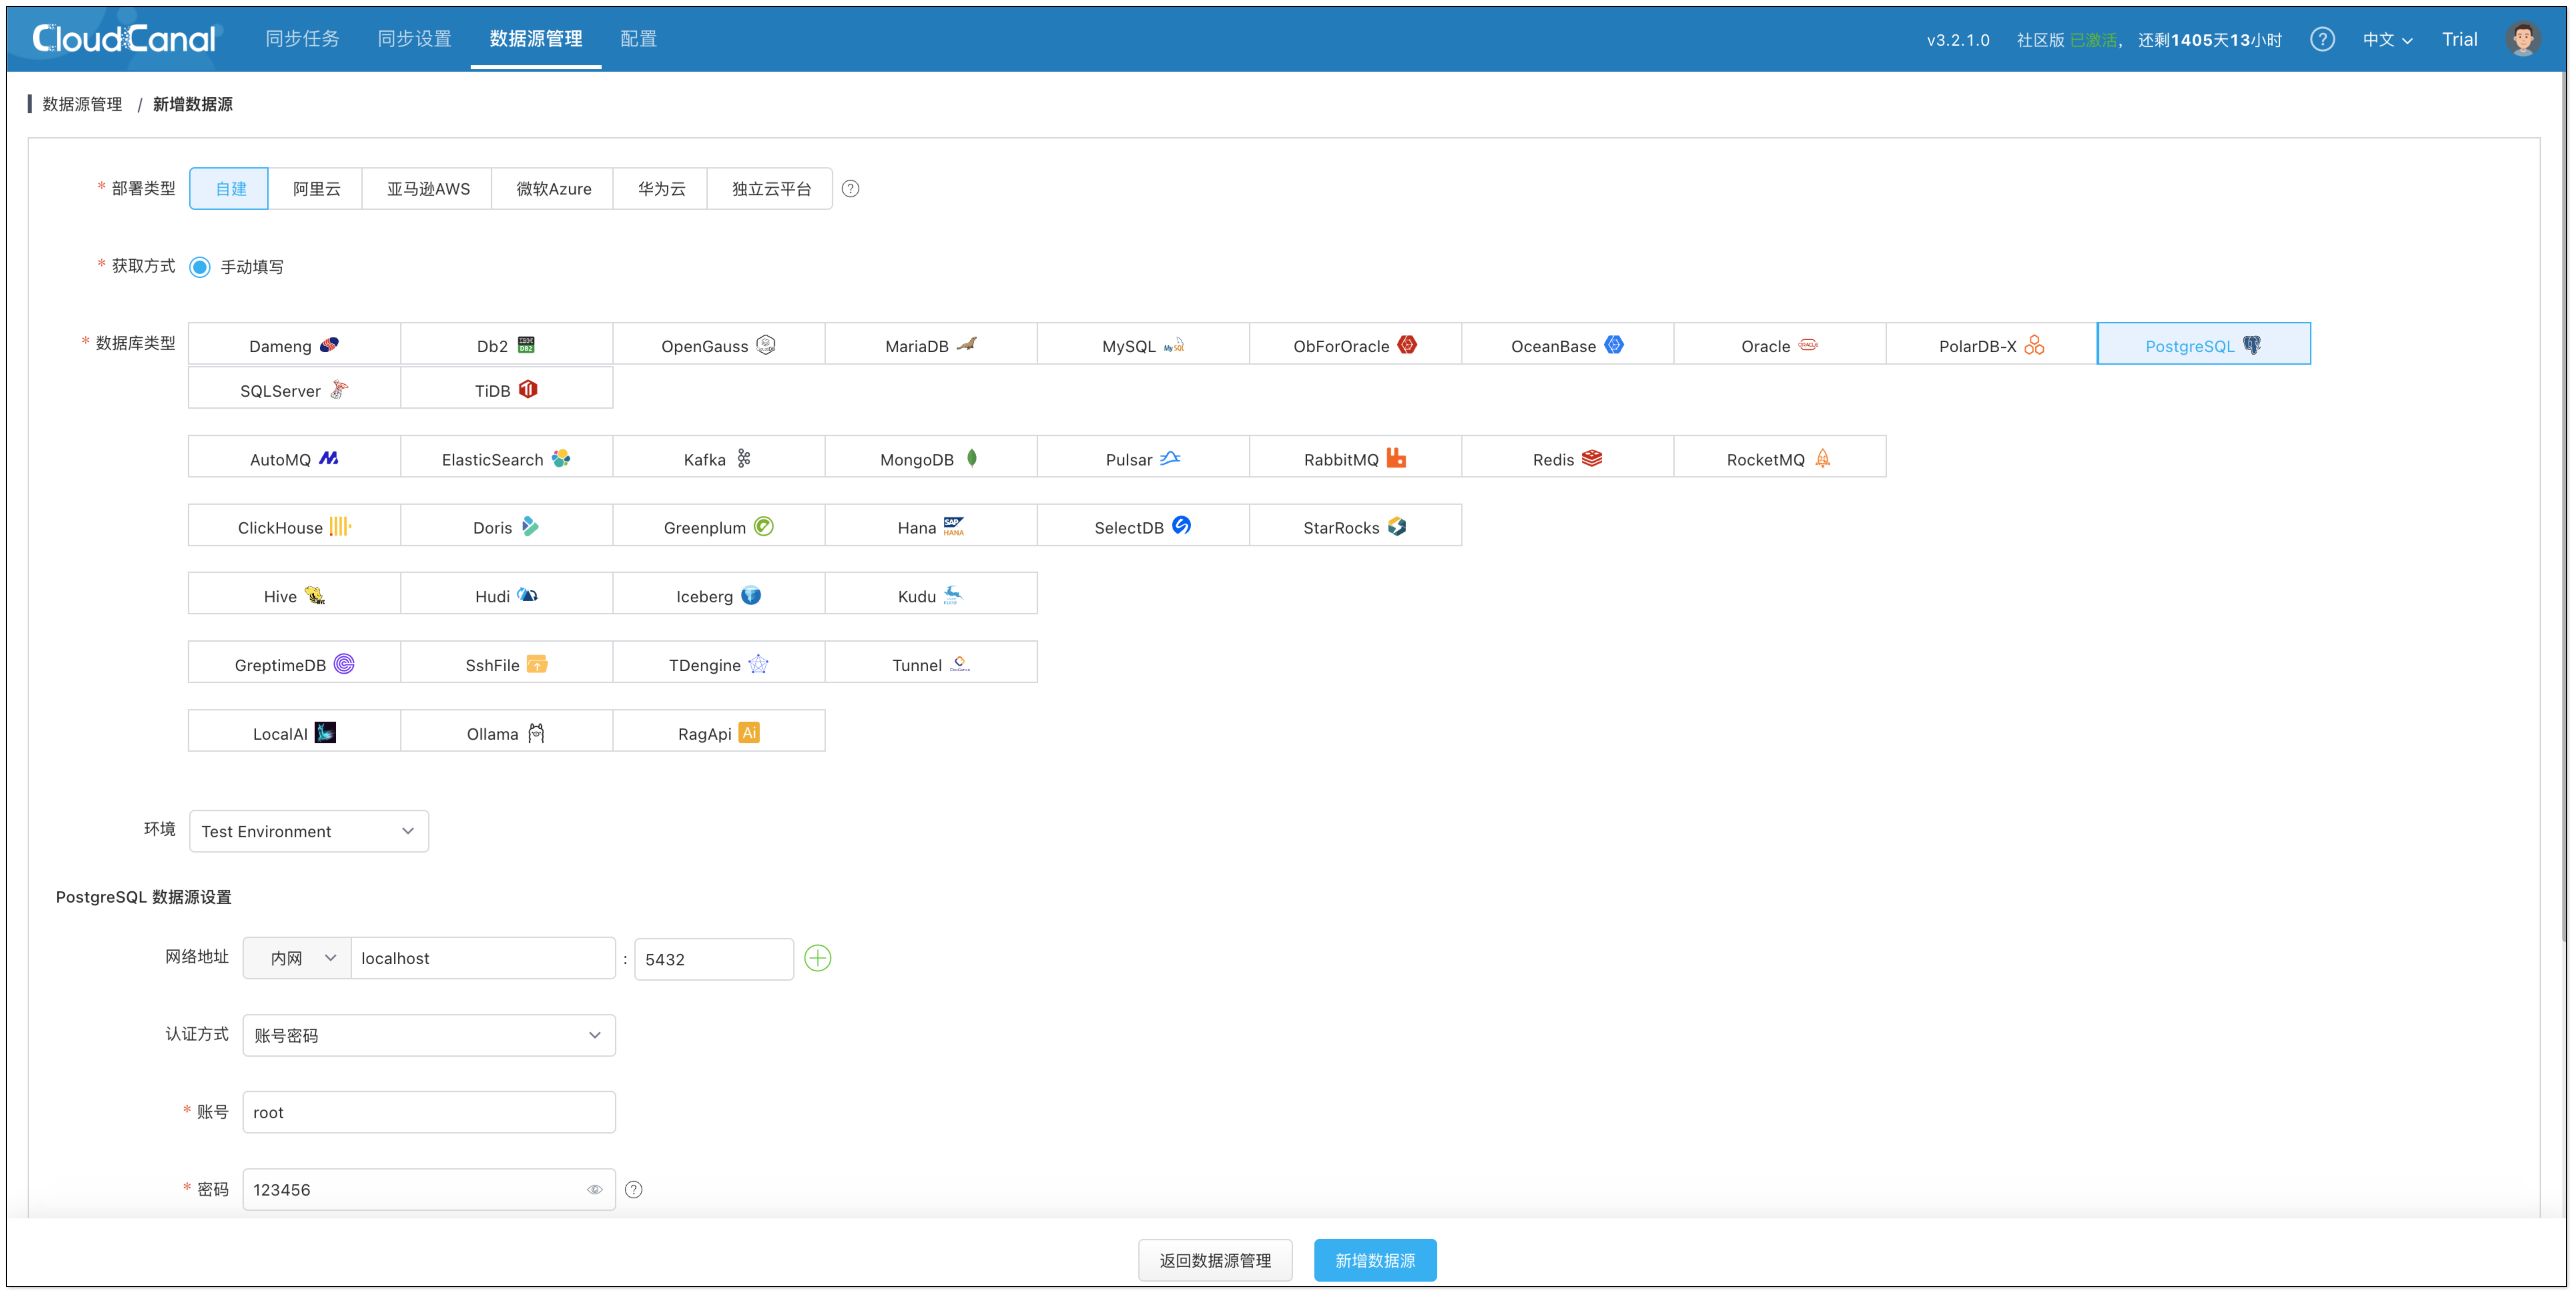 CloudCanal 同步任务 同步设置 数据源管理 配置 v3.2.1.0 社区版 已激活， 还剩1405天13小时 ? 中文 Trial
数据源管理 / 新增数据源
* 部署类型 自建 阿里云 亚马逊AWS 微软Azure 华为云 独立云平台 ?
* 获取方式 手动填写
* 数据库类型 Dameng Db2 OpenGauss MariaDB MySQL ObForOracle OceanBase Oracle PolarDB-X PostgreSQL
SQLServer TiDB
AutoMQ ElasticSearch Kafka MongoDB Pulsar RabbitMQ Redis RocketMQ
ClickHouse Doris Greenplum Hana SelectDB StarRocks
Hive Hudi Iceberg Kudu
GreptimeDB SshFile TDengine Tunnel
LocalAI Ollama RagApi Ai
环境 Test Environment
PostgreSQL 数据源设置
网络地址 内网 localhost : 5432
认证方式 账号密码
* 账号 root
* 密码 123456 ?
返回数据源管理 新增数据源